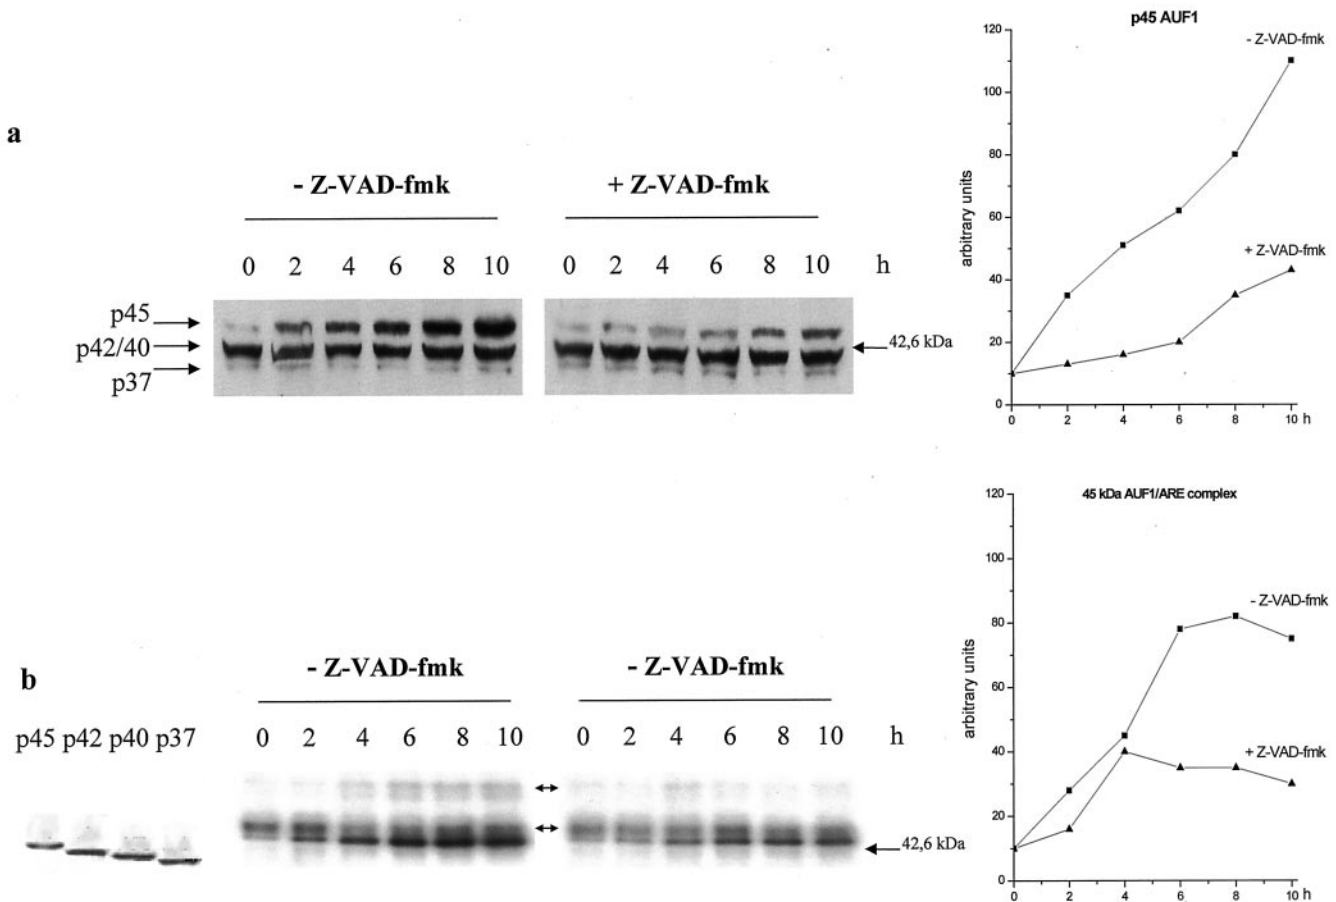 a
- Z-VAD-fmk
+ Z-VAD-fmk
0 2 4 6 8 10
0 2 4 6 8 10 h
p45
p42/40
p37
42,6 kDa
p45 AUF1
120
100
80
60
40
20
0
arbitrary units
- Z-VAD-fmk
+ Z-VAD-fmk
0 2 4 6 8 10 h
b
- Z-VAD-fmk
- Z-VAD-fmk
p45 p42 p40 p37
0 2 4 6 8 10
0 2 4 6 8 10 h
42,6 kDa
45 kDa AUF1/ARE complex
120
100
80
60
40
20
0
arbitrary units
- Z-VAD-fmk
+ Z-VAD-fmk
0 2 4 6 8 10 h